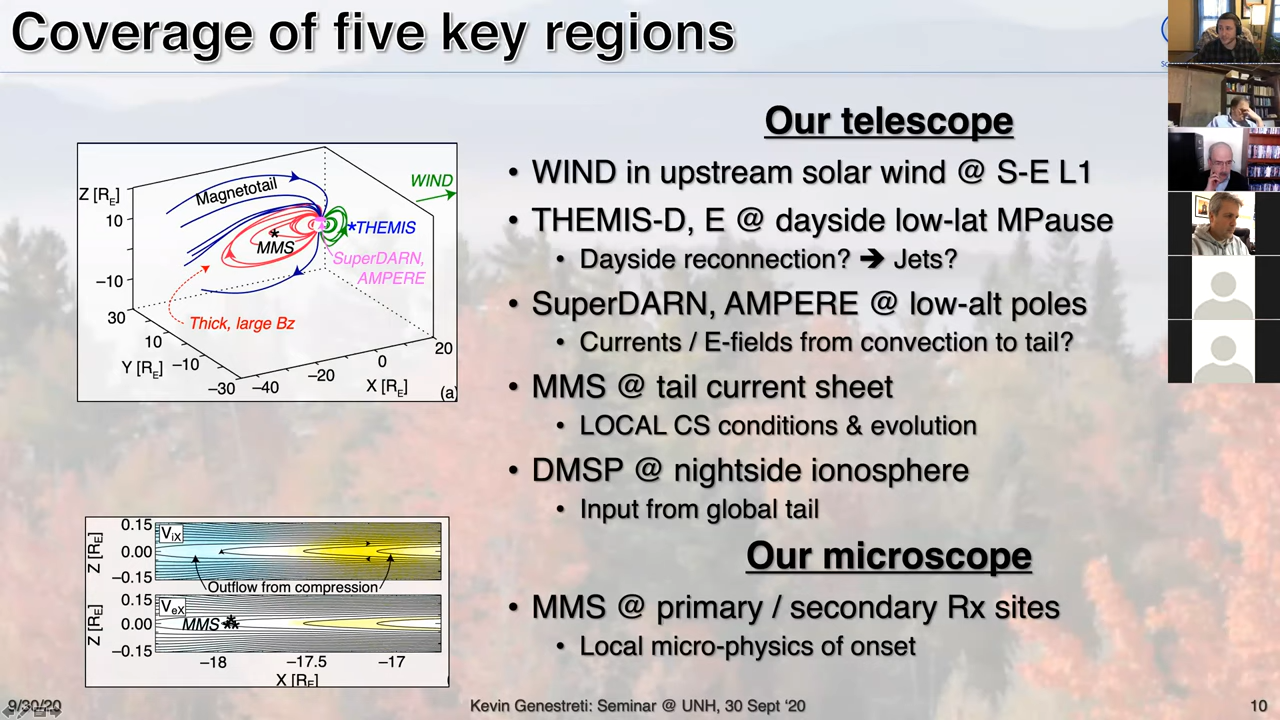 Coverage of five key regions
Z [RE]
10
−10
30
10
Y [RE]
−10
−30
−40
−20
0
20
X [RE]
(a)
Magnetotail
WIND
*THEMIS
MMS
SuperDARN,
AMPERE
Thick, large Bz
0.15
0.00
−0.15
Z [RE]
ViX
Outflow from compression
0.15
0.00
−0.15
Z [RE]
VeX
MMS
−18
−17.5
−17
X [RE]
Our telescope
• WIND in upstream solar wind @ S-E L1
• THEMIS-D, E @ dayside low-lat MPause
• Dayside reconnection? ➔ Jets?
• SuperDARN, AMPERE @ low-alt poles
• Currents / E-fields from convection to tail?
• MMS @ tail current sheet
• LOCAL CS conditions & evolution
• DMSP @ nightside ionosphere
• Input from global tail
Our microscope
• MMS @ primary / secondary Rx sites
• Local micro-physics of onset
9/30/20
Kevin Genestreti: Seminar @ UNH, 30 Sept ‘20
10